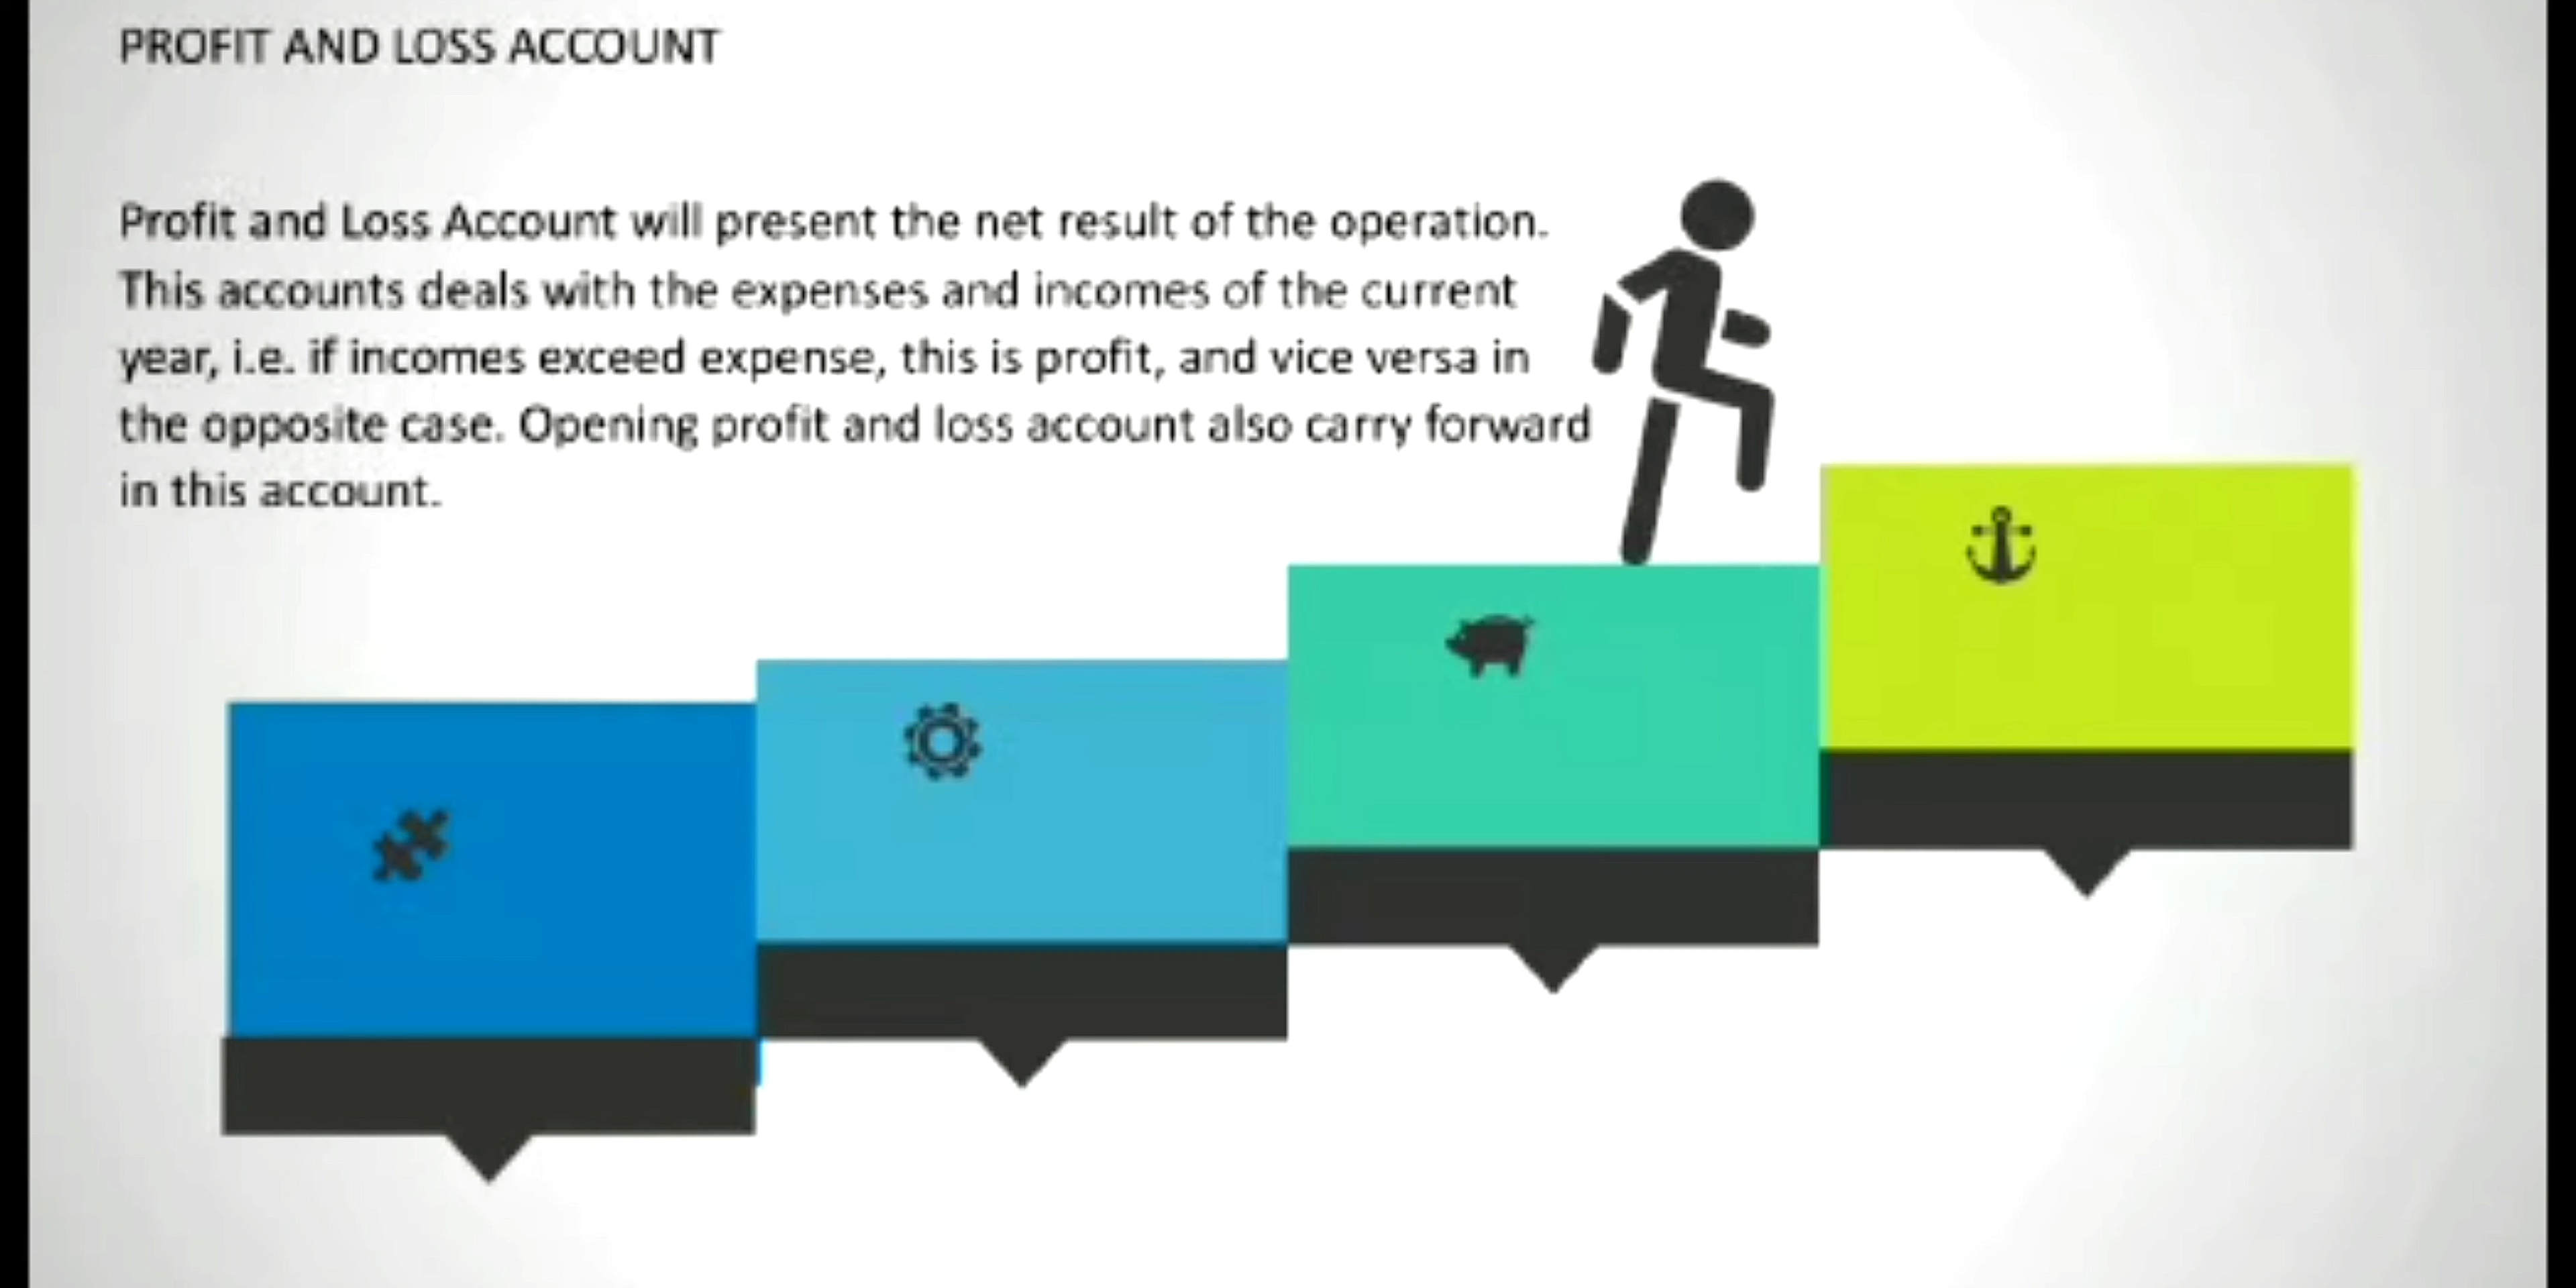 PROFIT AND LOSS ACCOUNT
Profit and Loss Account will present the net result of the operation.
This accounts deals with the expenses and incomes of the current
year, i.e. if incomes exceed expense, this is profit, and vice versa in
the opposite case. Opening profit and loss account also carry forward
in this account.